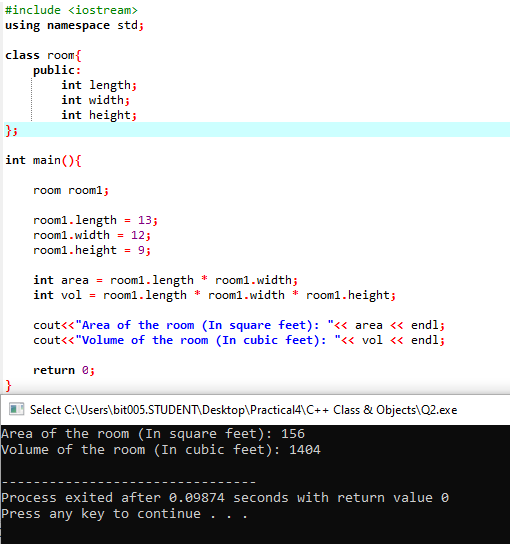 #include <iostream>
using namespace std;
class room{
public:
int length;
int width;
int height;
};
int main(){
room room1;
room1.length = 13;
room1.width = 12;
room1.height = 9;
int area = room1.length * room1.width;
int vol = room1.length * room1.width * room1.height;
cout<<"Area of the room (In square feet): "<< area << endl;
cout<<"Volume of the room (In cubic feet): "<< vol << endl;
return 0;
}
Select C:\Users\bit005.STUDENT\Desktop\Practical4\C++ Class & Objects\Q2.exe
Area of the room (In square feet): 156
Volume of the room (In cubic feet): 1404
--------------------------------
Process exited after 0.09874 seconds with return value 0
Press any key to continue . . .